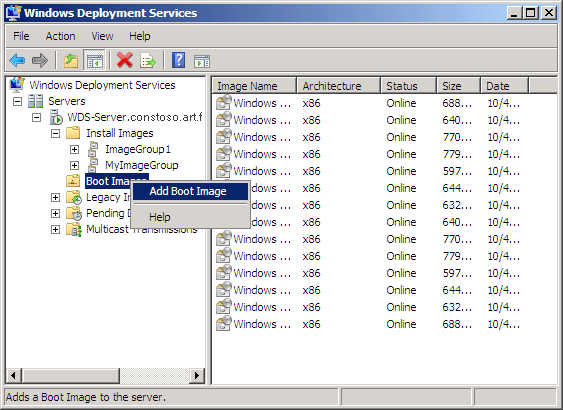 Windows Deployment Services
File Action View Help
Windows Deployment Services
Servers
WDS-Server.constoso.art.f
Install Images
ImageGroup1
MyImageGroup
Boot Images
Legacy Im
Pending D
Multicast Transmissions
Add Boot Image
Help
Image Name Architecture Status Size Date
Windows ... x86 Online 688... 10/4...
Windows ... x86 Online 640... 10/4...
Windows ... x86 Online 770... 10/4...
Windows ... x86 Online 779... 10/4...
Windows ... x86 Online 597... 10/4...
dows ... x86 Online 644... 10/4...
dows ... x86 Online 632... 10/4...
dows ... x86 Online 640... 10/4...
Windows ... x86 Online 770... 10/4...
Windows ... x86 Online 779... 10/4...
Windows ... x86 Online 597... 10/4...
Windows ... x86 Online 644... 10/4...
Windows ... x86 Online 632... 10/4...
Windows ... x86 Online 688... 10/4...
Adds a Boot Image to the server.